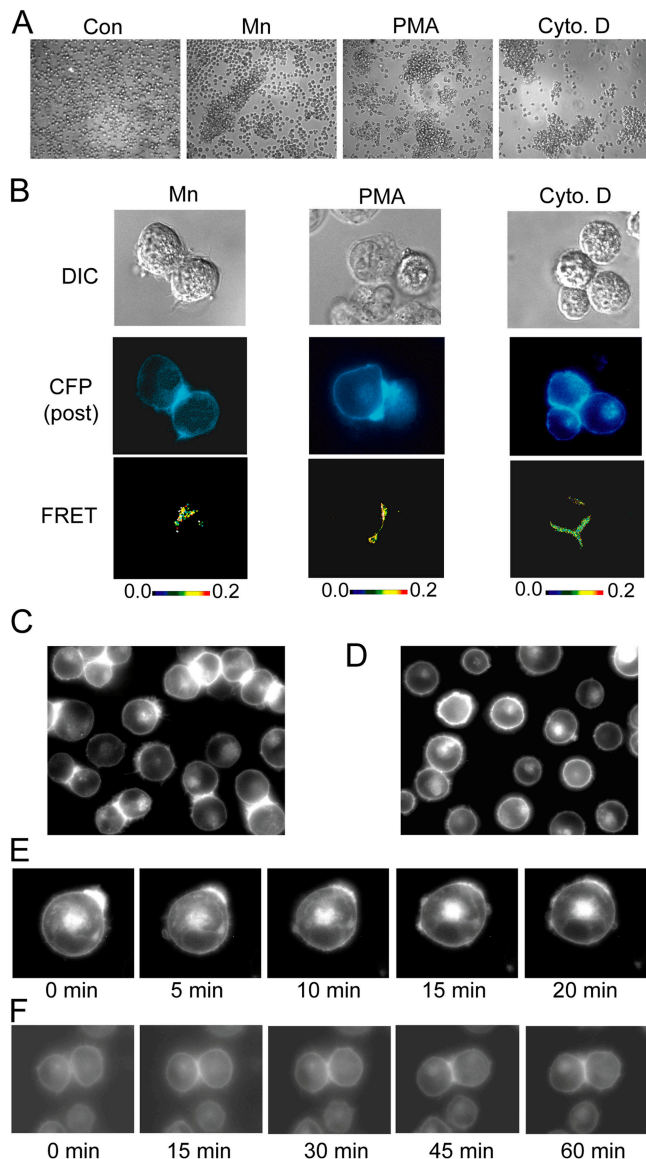 A
Con Mn PMA Cyto. D
B
Mn PMA Cyto. D
DIC
CFP
(post)
FRET
0.0 0.2 0.0 0.2 0.0 0.2
C
D
E
0 min 5 min 10 min 15 min 20 min
F
0 min 15 min 30 min 45 min 60 min